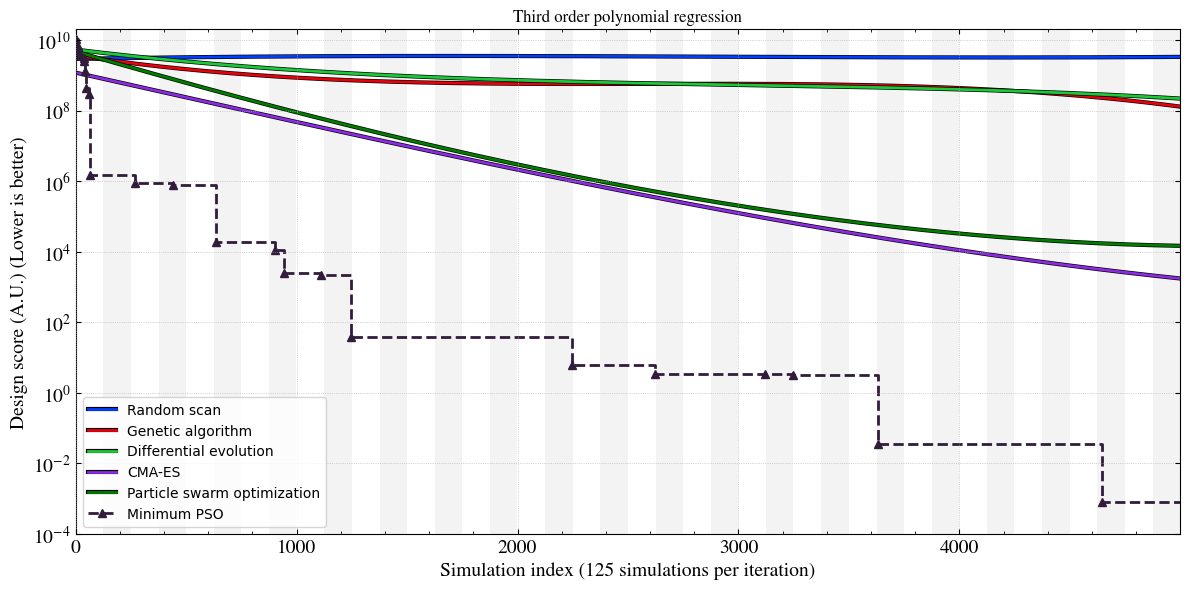 Third order polynomial regression
Design score (A.U.) (Lower is better)
10^10
10^8
10^6
10^4
10^2
10^0
10^−2
10^−4
Random scan
Genetic algorithm
Differential evolution
CMA-ES
Particle swarm optimization
Minimum PSO
0 1000 2000 3000 4000
Simulation index (125 simulations per iteration)